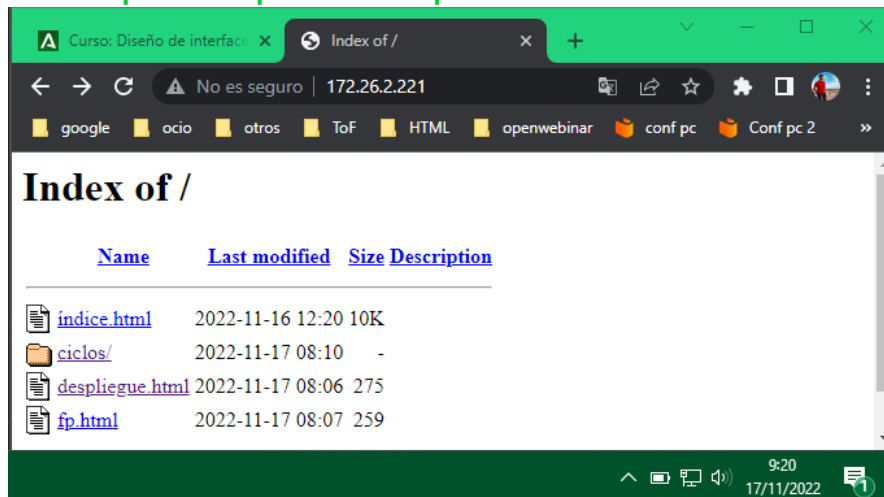 Curso: Diseño de interface
Index of /
No es seguro | 172.26.2.221
google ocio otros ToF HTML openwebinar conf pc Conf pc 2 »
Index of /
Name Last modified Size Description
índice.html 2022-11-16 12:20 10K
ciclos/ 2022-11-17 08:10 -
despliegue.html 2022-11-17 08:06 275
fp.html 2022-11-17 08:07 259
9:20
17/11/2022
1